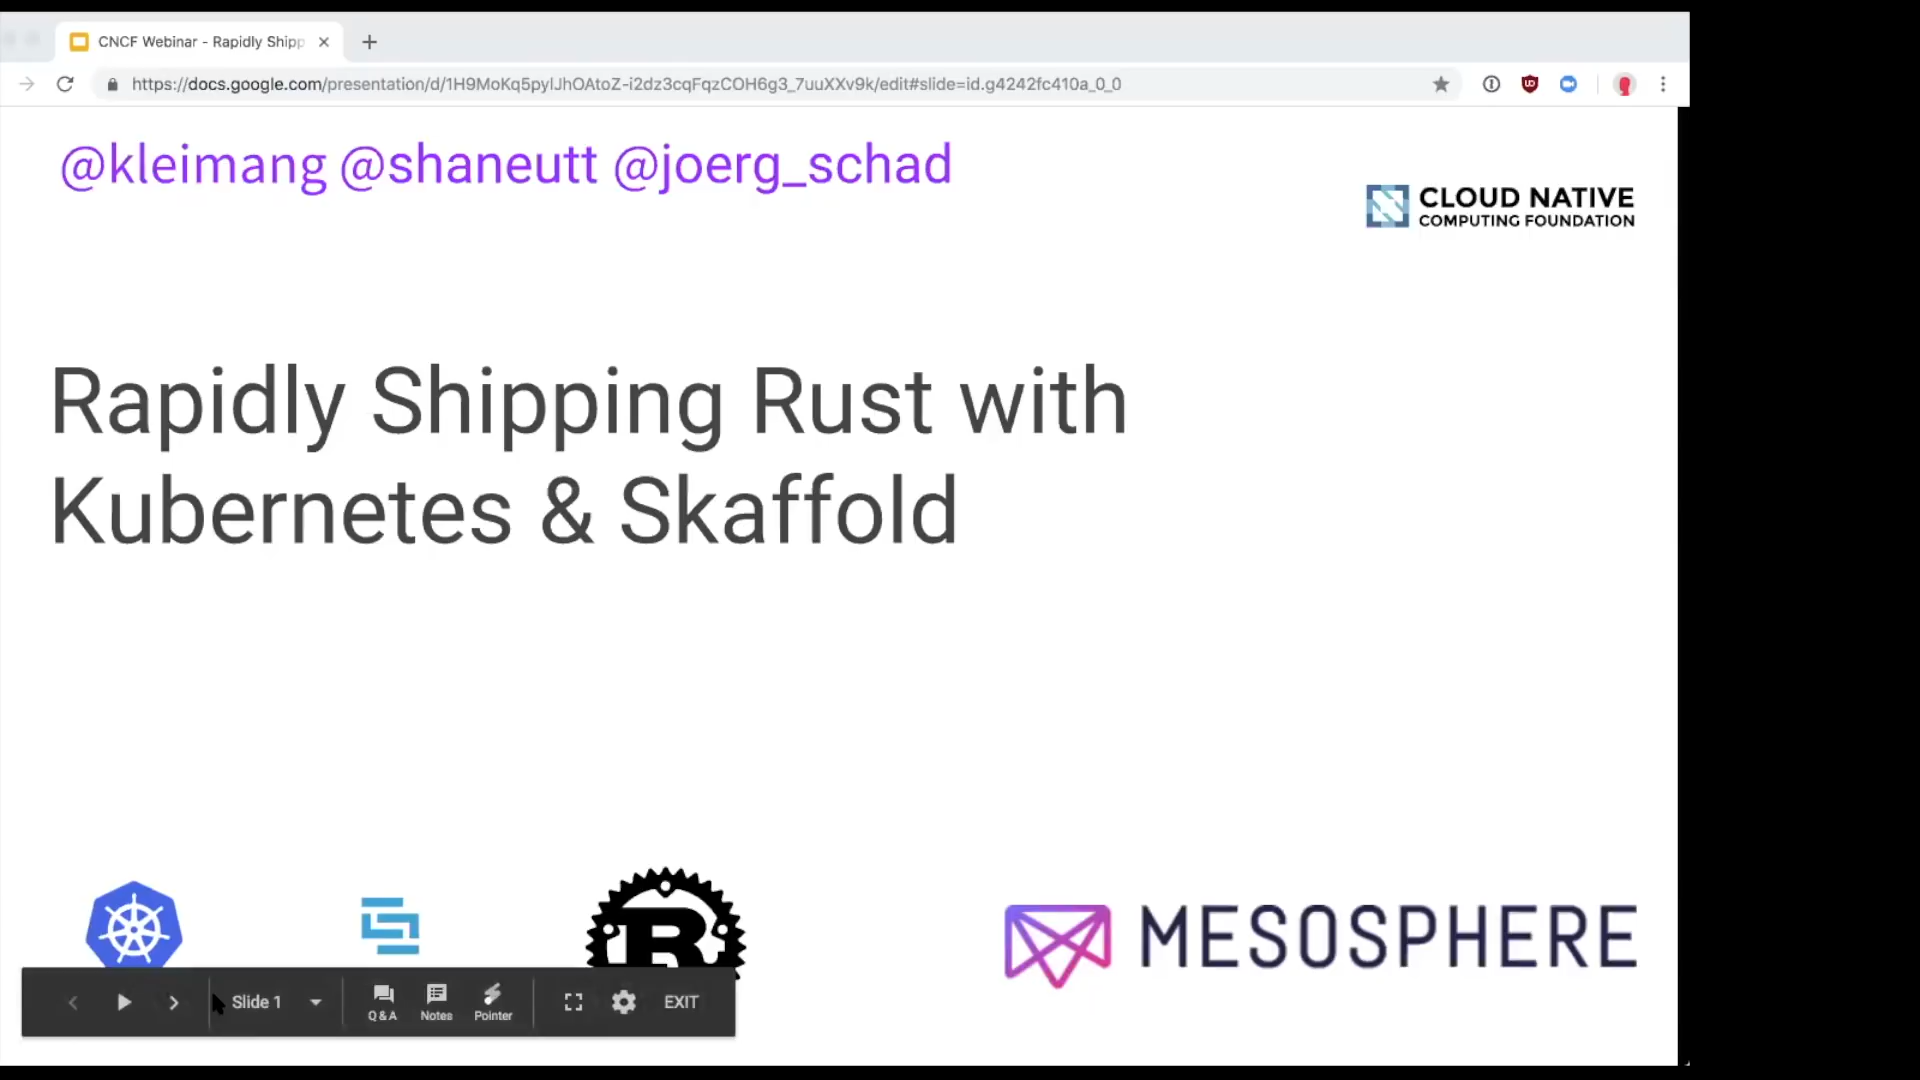 CNCF Webinar - Rapidly Shipp
https://docs.google.com/presentation/d/1H9MoKq5pylJhOAtoZ-i2dz3cqFqzCOH6g3_7uuXXv9k/edit#slide=id.g4242fc410a_0_0
@kleimang @shaneutt @joerg_schad
CLOUD NATIVE
COMPUTING FOUNDATION
Rapidly Shipping Rust with
Kubernetes & Skaffold
R
MESOSPHERE
Slide 1
Q & A
Notes
Pointer
EXIT